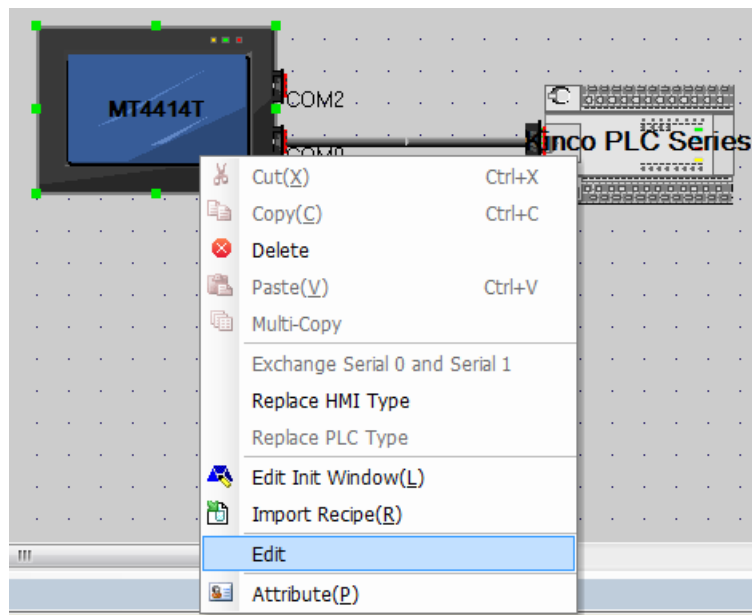 MT4414T
COM2
COM0
Kinco PLC Series
Cut(X) Ctrl+X
Copy(C) Ctrl+C
Delete
Paste(V) Ctrl+V
Multi-Copy
Exchange Serial 0 and Serial 1
Replace HMI Type
Replace PLC Type
Edit Init Window(L)
Import Recipe(R)
Edit
Attribute(P)